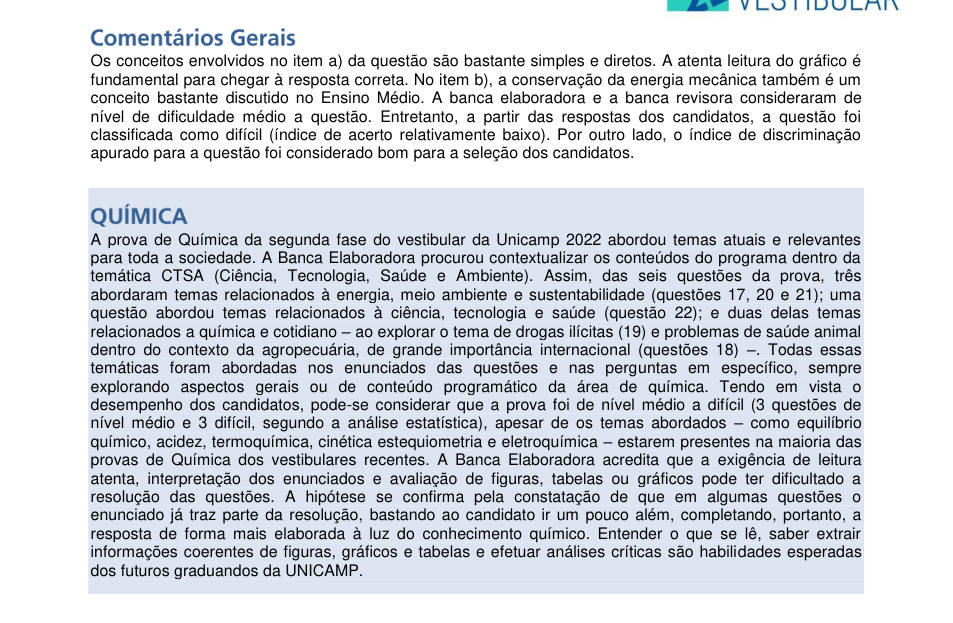 VESTIBULAR
Comentários Gerais
Os conceitos envolvidos no item a) da questão são bastante simples e diretos. A atenta leitura do gráfico é
fundamental para chegar à resposta correta. No item b), a conservação da energia mecânica também é um
conceito bastante discutido no Ensino Médio. A banca elaboradora e a banca revisora consideraram de
nível de dificuldade médio a questão. Entretanto, a partir das respostas dos candidatos, a questão foi
classificada como difícil (índice de acerto relativamente baixo). Por outro lado, o índice de discriminação
apurado para a questão foi considerado bom para a seleção dos candidatos.
QUÍMICA
A prova de Química da segunda fase do vestibular da Unicamp 2022 abordou temas atuais e relevantes
para toda a sociedade. A Banca Elaboradora procurou contextualizar os conteúdos do programa dentro da
temática CTSA (Ciência, Tecnologia, Saúde e Ambiente). Assim, das seis questões da prova, três
abordaram temas relacionados à energia, meio ambiente e sustentabilidade (questões 17, 20 e 21); uma
questão abordou temas relacionados à ciência, tecnologia e saúde (questão 22); e duas delas temas
relacionados a química e cotidiano – ao explorar o tema de drogas ilícitas (19) e problemas de saúde animal
dentro do contexto da agropecuária, de grande importância internacional (questões 18) –. Todas essas
temáticas foram abordadas nos enunciados das questões e nas perguntas em específico, sempre
explorando aspectos gerais ou de conteúdo programático da área de química. Tendo em vista o
desempenho dos candidatos, pode-se considerar que a prova foi de nível médio a difícil (3 questões de
nível médio e 3 difícil, segundo a análise estatística), apesar de os temas abordados – como equilíbrio
químico, acidez, termoquímica, cinética estequiometria e eletroquímica – estarem presentes na maioria das
provas de Química dos vestibulares recentes. A Banca Elaboradora acredita que a exigência de leitura
atenta, interpretação dos enunciados e avaliação de figuras, tabelas ou gráficos pode ter dificultado a
resolução das questões. A hipótese se confirma pela constatação de que em algumas questões o
enunciado já traz parte da resolução, bastando ao candidato ir um pouco além, completando, portanto, a
resposta de forma mais elaborada à luz do conhecimento químico. Entender o que se lê, saber extrair
informações coerentes de figuras, gráficos e tabelas e efetuar análises críticas são habilidades esperadas
dos futuros graduandos da UNICAMP.